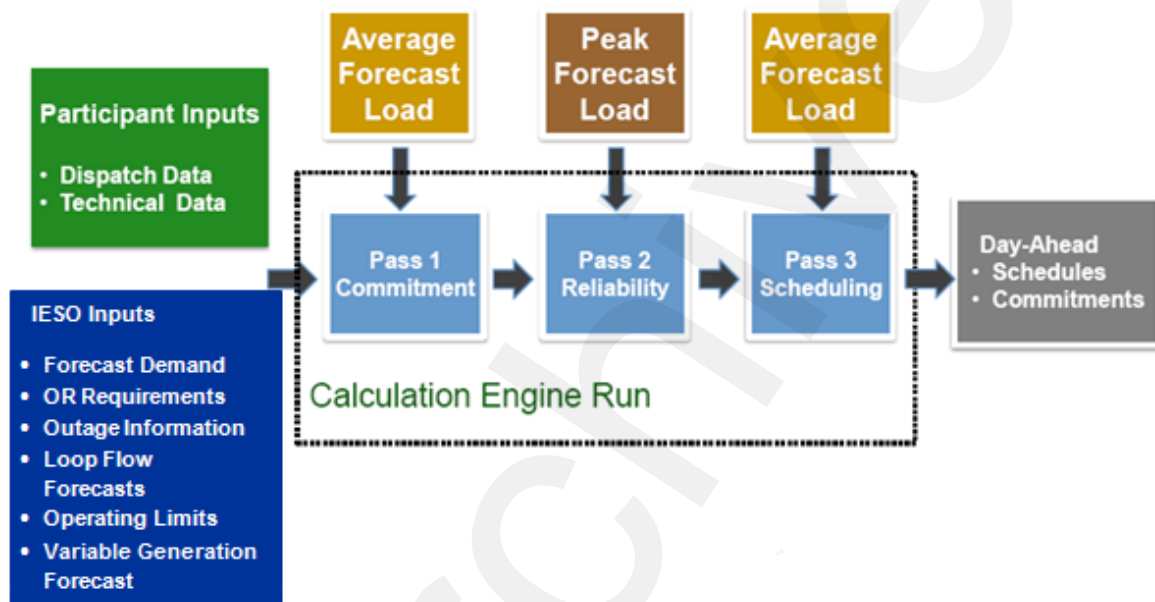 Average
Forecast
Load
Peak
Forecast
Load
Average
Forecast
Load
Participant Inputs
• Dispatch Data
• Technical Data
Pass 1
Commitment
Pass 2
Reliability
Pass 3
Scheduling
Day-Ahead
• Schedules
• Commitments
IESO Inputs
• Forecast Demand
• OR Requirements
• Outage Information
• Loop Flow
Forecasts
• Operating Limits
• Variable Generation
Forecast
Calculation Engine Run